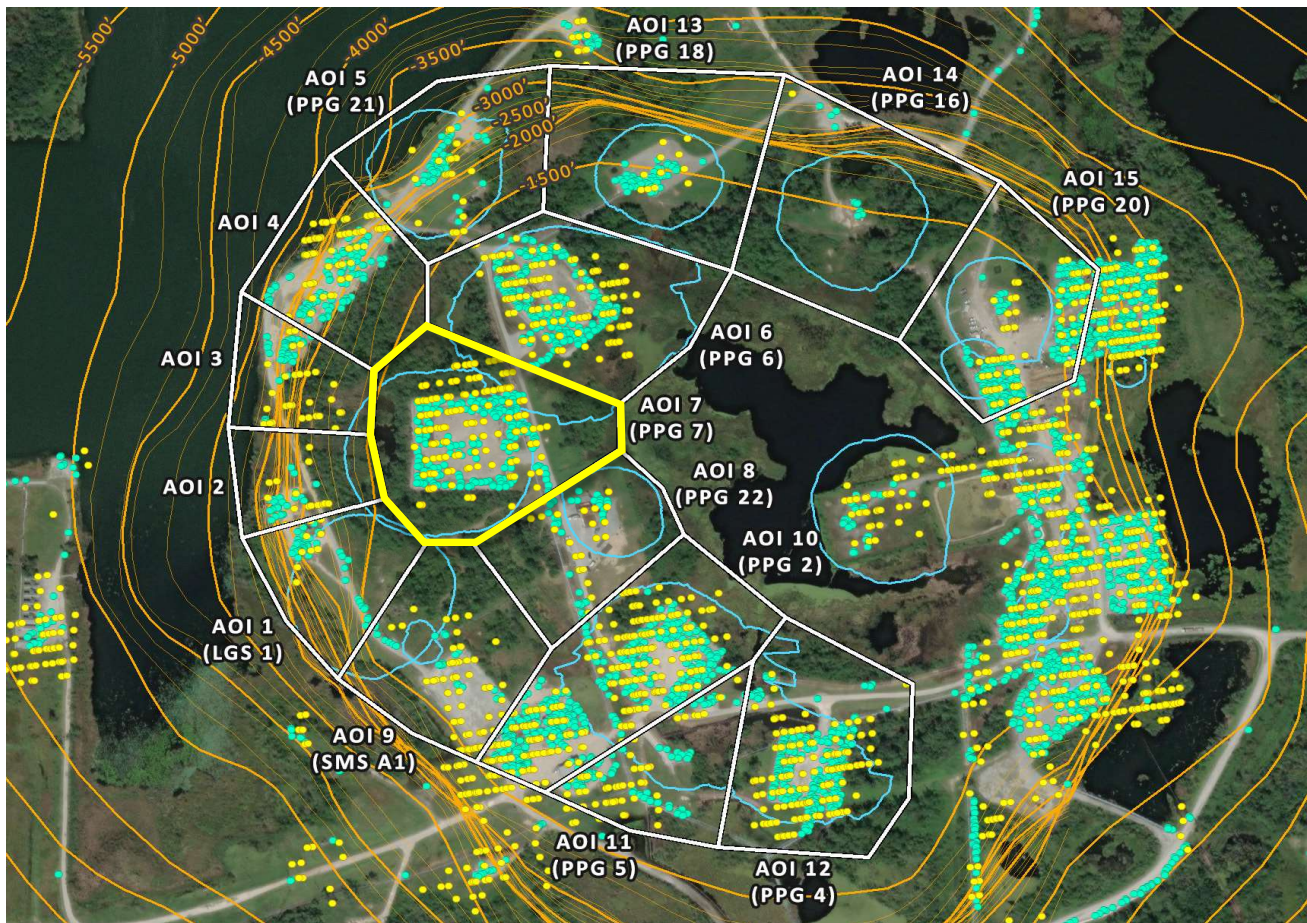 -5500'
-5000'
-4500'
-4000'
-3500'
-3000'
-2500'
-2000'
-1500'
AOI 13
(PPG 18)
AOI 14
(PPG 16)
AOI 5
(PPG 21)
AOI 15
(PPG 20)
AOI 4
AOI 3
AOI 6
(PPG 6)
AOI 7
(PPG 7)
AOI 2
AOI 8
(PPG 22)
AOI 10
(PPG 2)
AOI 1
(LGS 1)
AOI 9
(SMS A1)
AOI 11
(PPG 5)
AOI 12
(PPG 4)